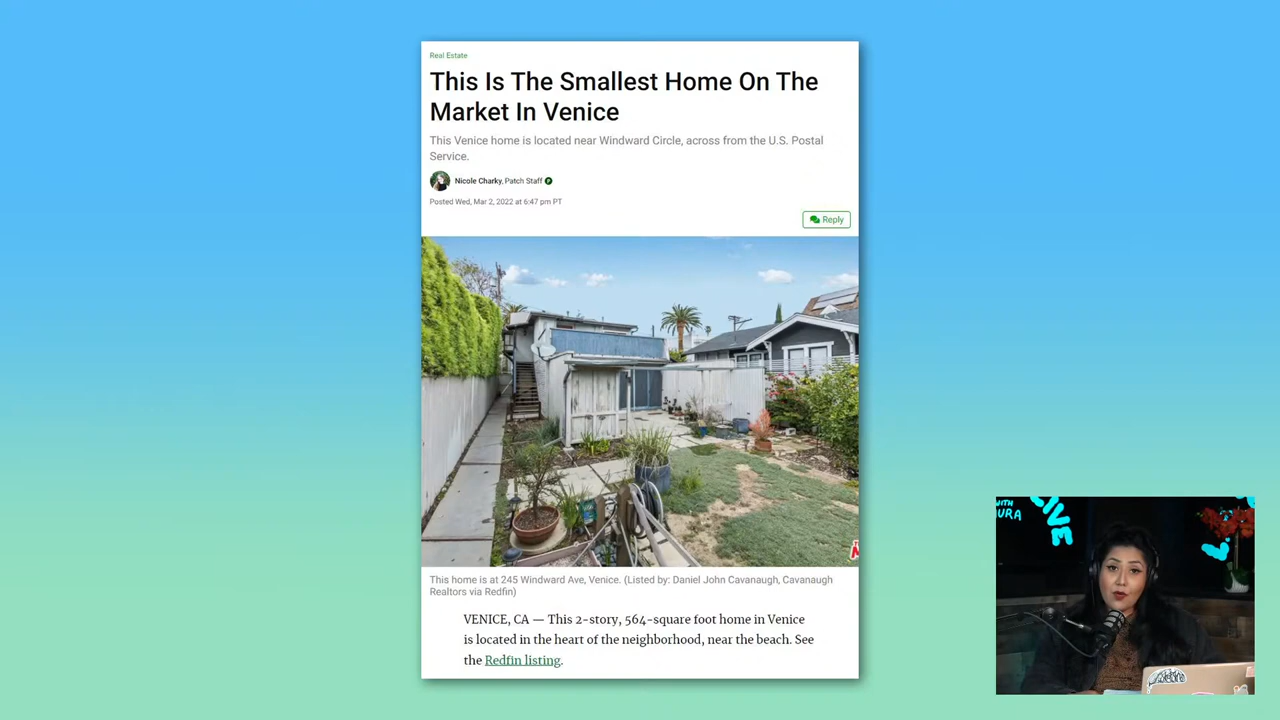 Real Estate
This Is The Smallest Home On The
Market In Venice
This Venice home is located near Windward Circle, across from the U.S. Postal
Service.
Nicole Charky, Patch Staff
Posted Wed, Mar 2, 2022 at 6:47 pm PT
Reply
This home is at 245 Windward Ave, Venice. (Listed by: Daniel John Cavanaugh, Cavanaugh
Realtors via Redfin)
VENICE, CA — This 2-story, 564-square foot home in Venice
is located in the heart of the neighborhood, near the beach. See
the Redfin listing.
WITH
URA
LIVE